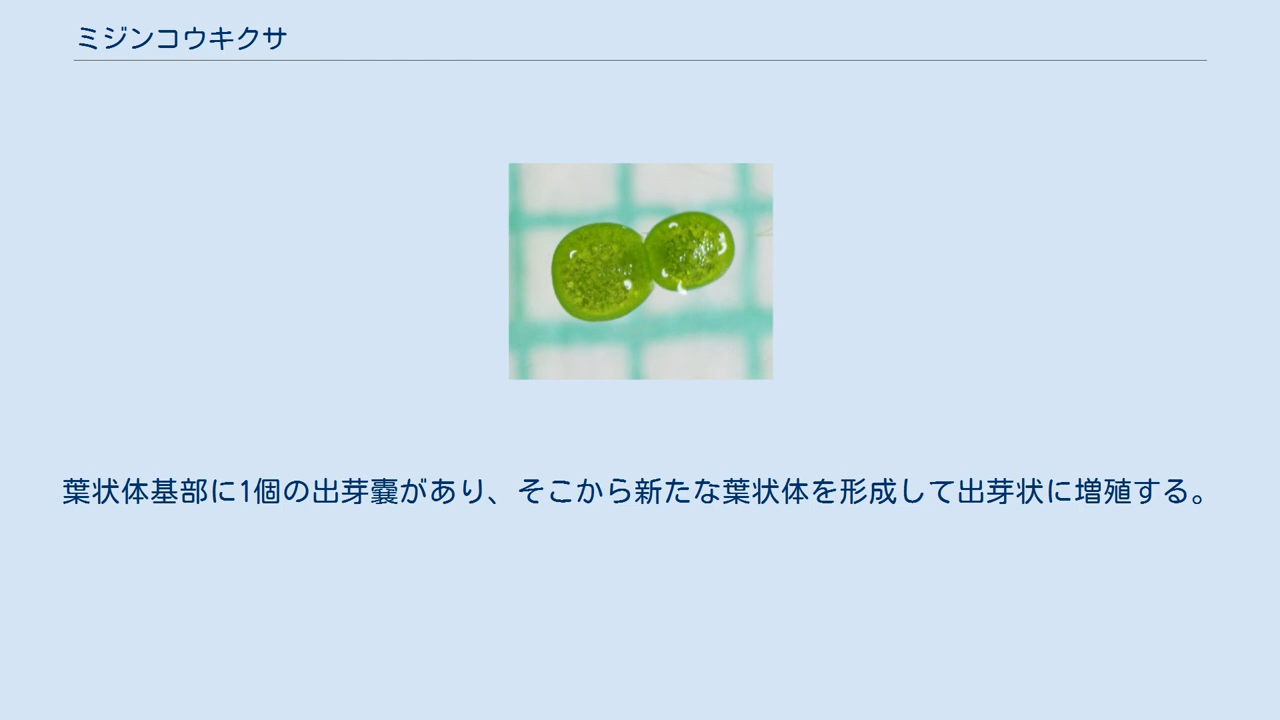 ミジンコウキクサ
葉状体基部に1個の出芽嚢があり、そこから新たな葉状体を形成して出芽状に増殖する。